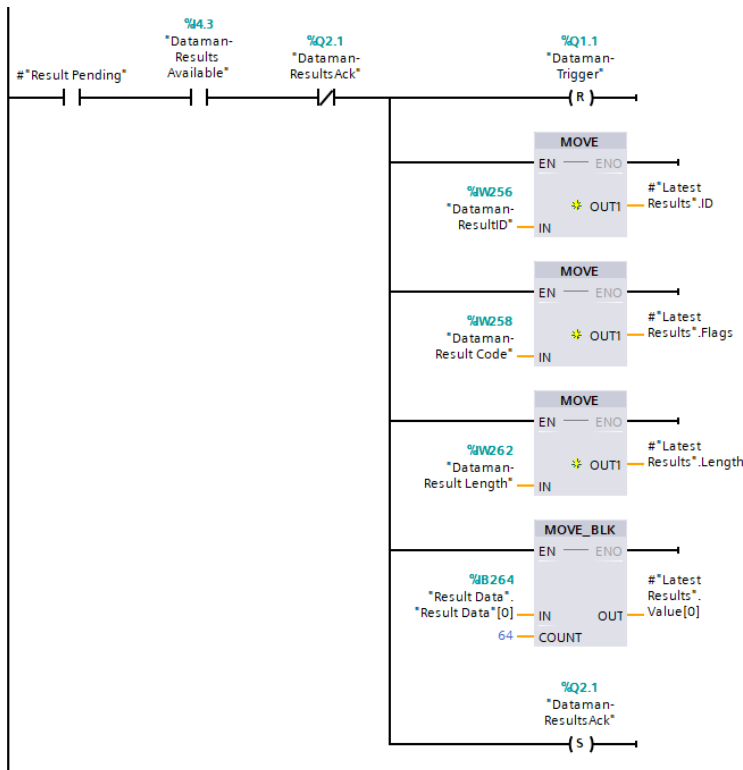 %I4.3
"Dataman-
Results
Available"
%Q2.1
"Dataman-
ResultsAck"
%Q1.1
"Dataman-
Trigger"
#"Result Pending"
R
MOVE
EN
ENO
%IW256
"Dataman-
ResultID"
IN
OUT1
#"Latest
Results".ID
MOVE
EN
ENO
%IW258
"Dataman-
Result Code"
IN
OUT1
#"Latest
Results".Flags
MOVE
EN
ENO
%IW262
"Dataman-
Result Length"
IN
OUT1
#"Latest
Results".Length
MOVE_BLK
EN
ENO
%IB264
"Result Data".
"Result Data"[0]
IN
64
COUNT
OUT
#"Latest
Results".
Value[0]
%Q2.1
"Dataman-
ResultsAck"
S